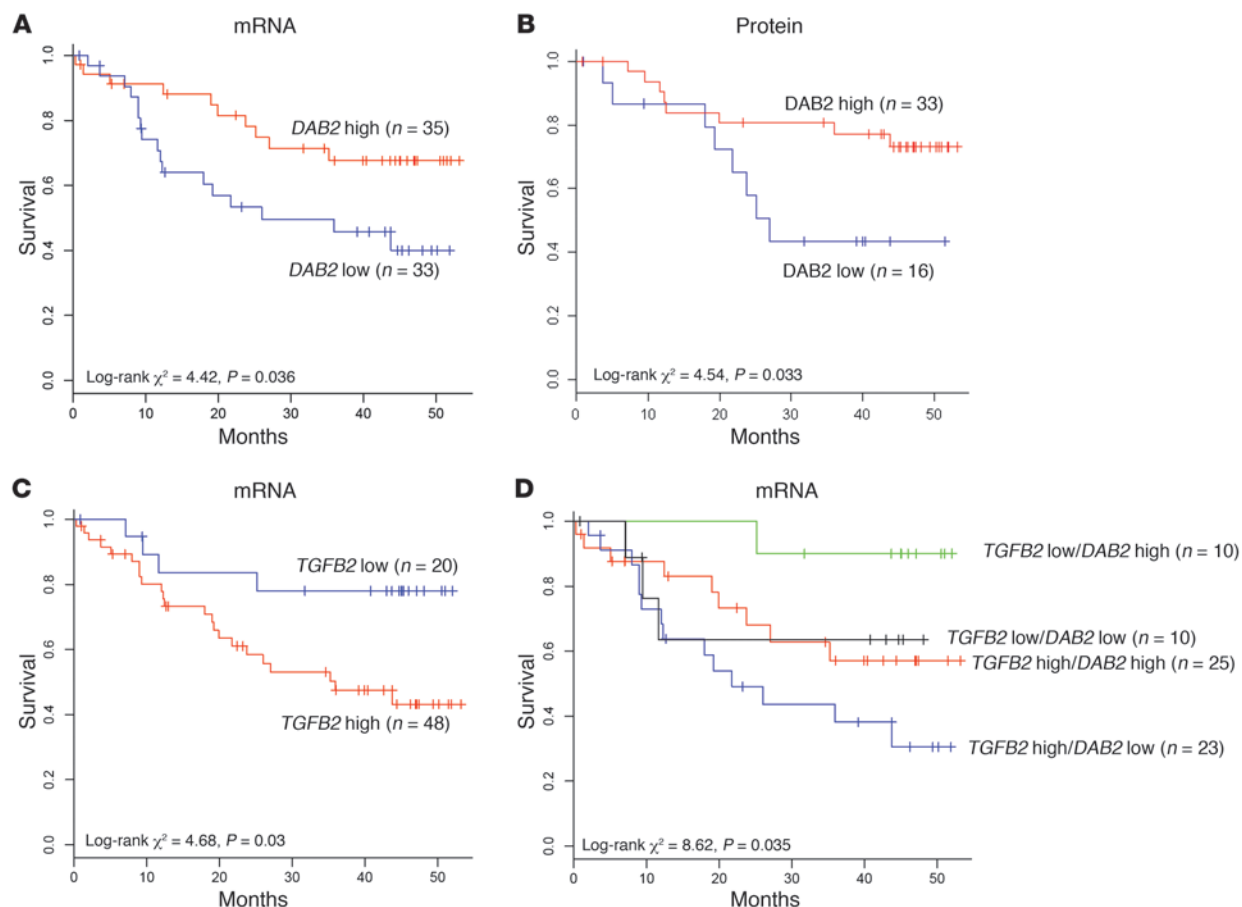 A
mRNA
Survival
1.0
0.8
0.6
0.4
0.2
0.0
DAB2 high (n = 35)
DAB2 low (n = 33)
Log-rank χ² = 4.42, P = 0.036
0 10 20 30 40 50
Months
B
Protein
Survival
1.0
0.8
0.6
0.4
0.2
0.0
DAB2 high (n = 33)
DAB2 low (n = 16)
Log-rank χ² = 4.54, P = 0.033
0 10 20 30 40 50
Months
C
mRNA
Survival
1.0
0.8
0.6
0.4
0.2
0.0
TGFB2 low (n = 20)
TGFB2 high (n = 48)
Log-rank χ² = 4.68, P = 0.03
0 10 20 30 40 50
Months
D
mRNA
Survival
1.0
0.8
0.6
0.4
0.2
0.0
TGFB2 low/DAB2 high (n = 10)
TGFB2 low/DAB2 low (n = 10)
TGFB2 high/DAB2 high (n = 25)
TGFB2 high/DAB2 low (n = 23)
Log-rank χ² = 8.62, P = 0.035
0 10 20 30 40 50
Months